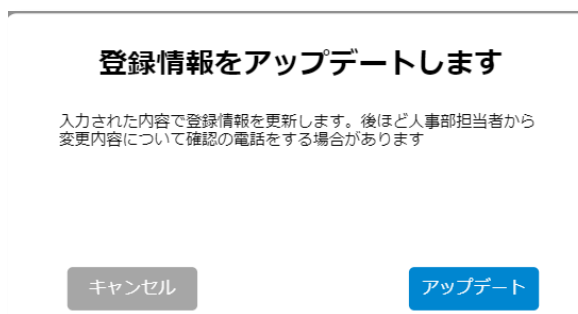 登録情報をアップデートします
入力された内容で登録情報を更新します。後ほど人事部担当者から
変更内容について確認の電話をする場合があります
キャンセル
アップデート